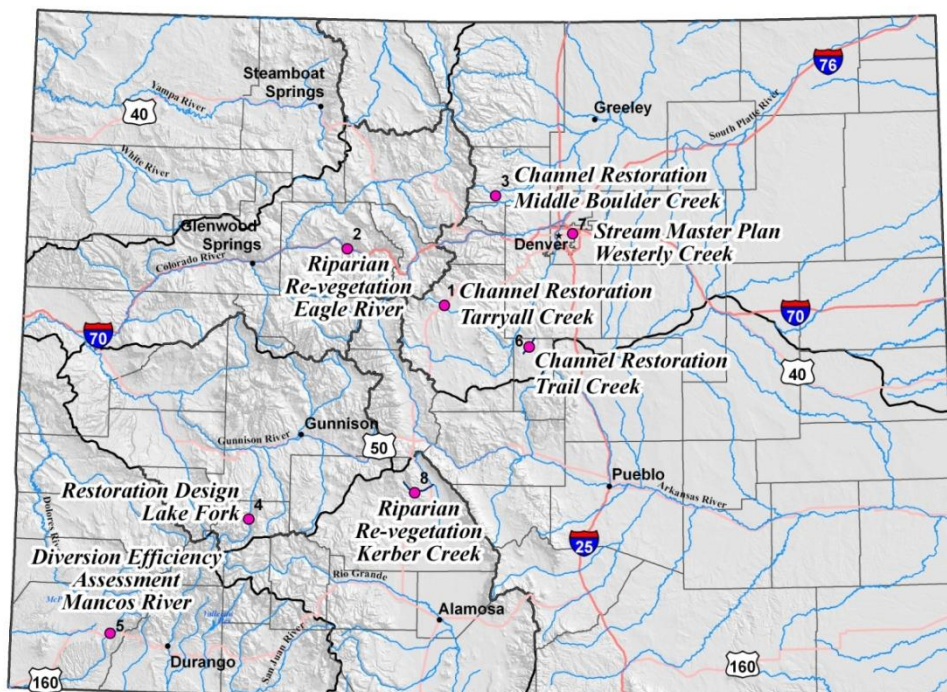 76
Steamboat
Springs
Yampa River
40
Greeley
South Platte River
White River
3
Channel Restoration
Middle Boulder Creek
Glenwood
Springs
2
7
Denver
Stream Master Plan
Westerly Creek
Colorado River
Riparian
Re-vegetation
Eagle River
1
Channel Restoration
Tarryall Creek
70
70
6
Channel Restoration
Trail Creek
40
Gunnison
Gunnison River
50
Pueblo
Arkansas River
8
Riparian
Re-vegetation
Kerber Creek
Restoration Design
Lake Fork
4
Dolores River
25
Diversion Efficiency
Assessment
Mancos River
Rio Grande
Alamosa
5
Durango
San Juan River
160
160